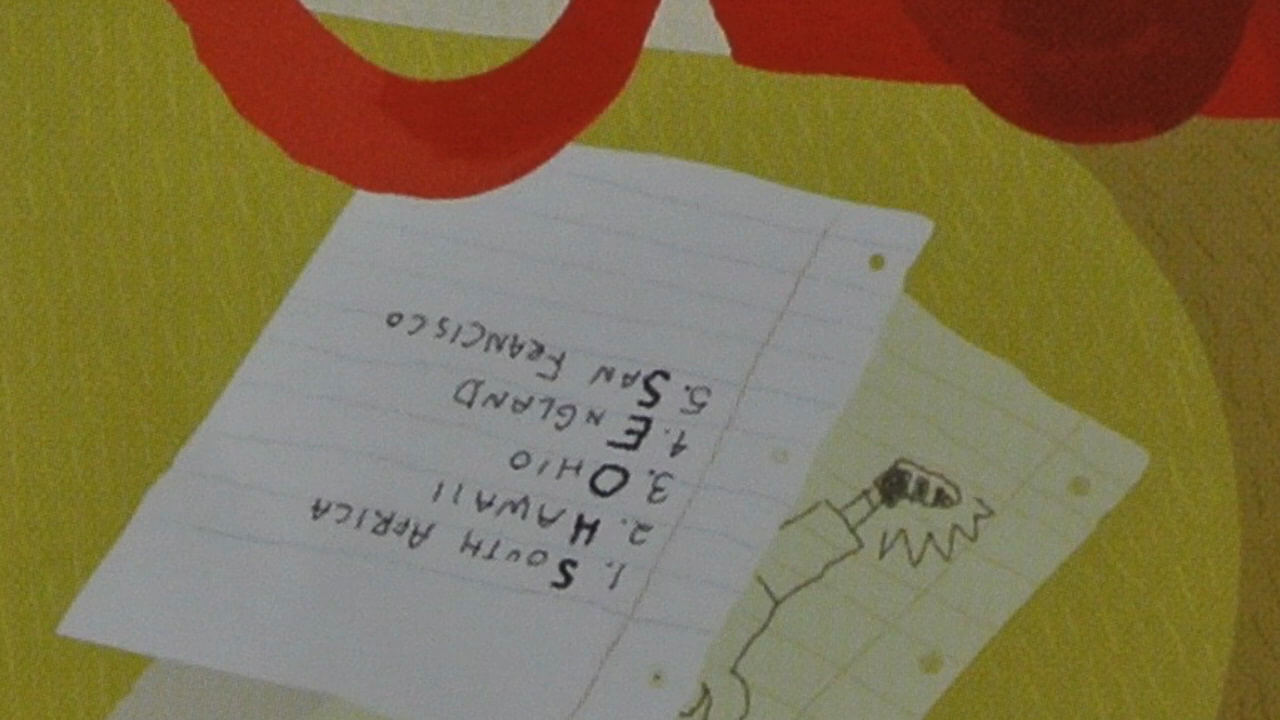 1. SOUTH AFRICA
2. HAWAII
3. OHIO
4. ENGLAND
5. SAN FRANCISCO